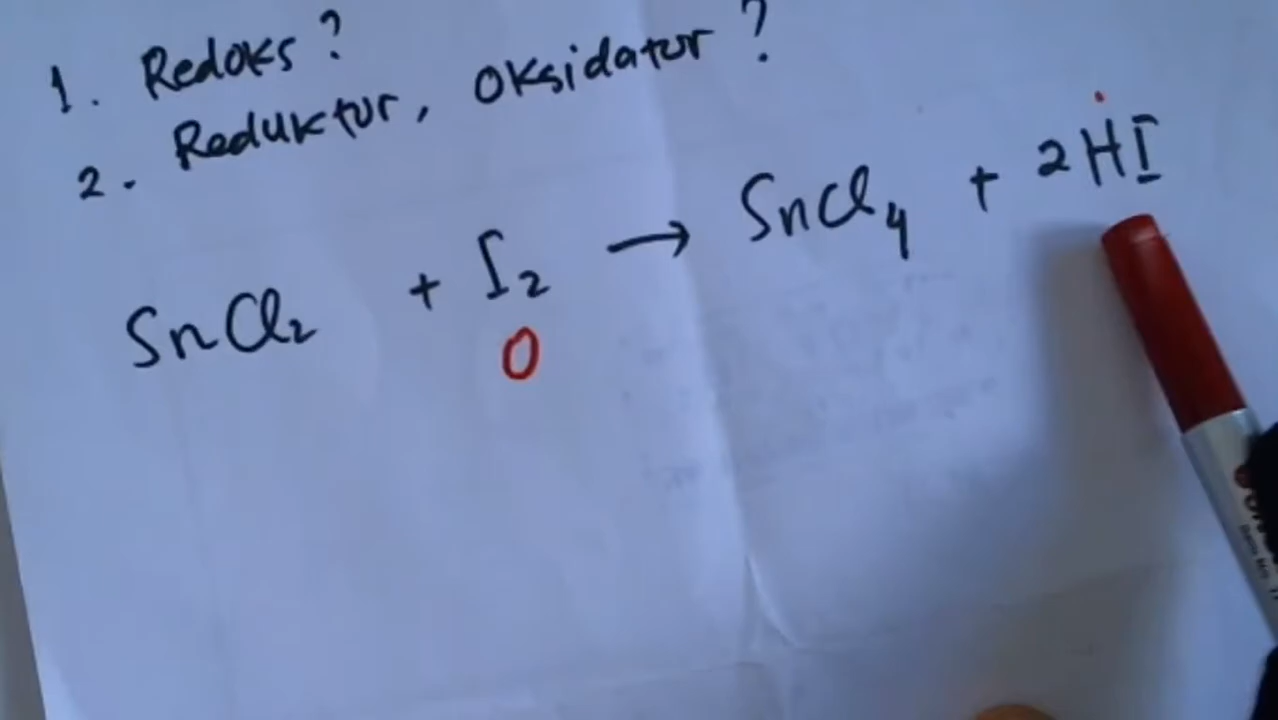 1. Redoks?
2. Reduktor, Oksidator?
SnCl₂ + I₂ → SnCl₄ + 2HI
0